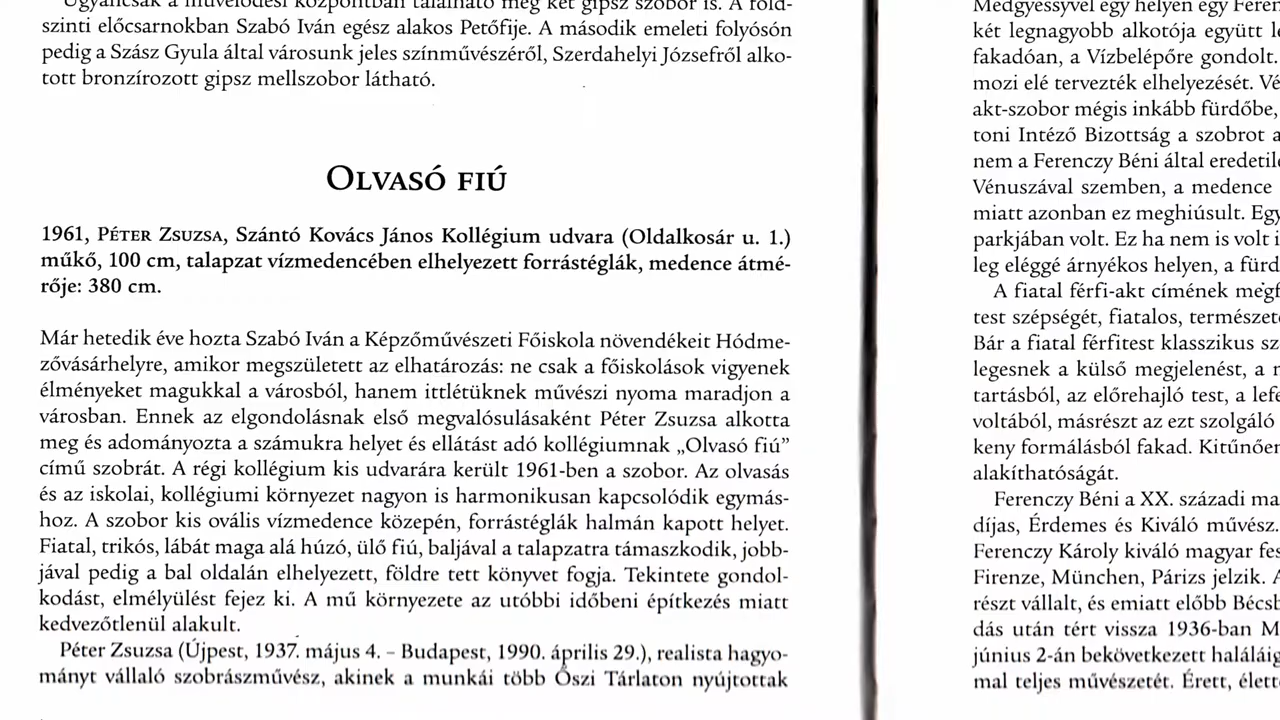 Ugyancsak a művelődési központban található még két gipsz szobor is. A föld-
szinti előcsarnokban Szabó Iván egész alakos Petőfije. A második emeleti folyósón
pedig a Szász Gyula által városunk jeles színművészéről, Szerdahelyi Józsefről alko-
tott bronzírozott gipsz mellszobor látható.
OLVASÓ FIÚ
1961, PÉTER ZSUZSA, Szántó Kovács János Kollégium udvara (Oldalkosár u. 1.)
műkő, 100 cm, talapzat vízmedencében elhelyezett forrástéglák, medence átmé-
rője: 380 cm.
Már hetedik éve hozta Szabó Iván a Képzőművészeti Főiskola növendékeit Hódme-
zővásárhelyre, amikor megszületett az elhatározás: ne csak a főiskolások vigyenek
élményeket magukkal a városból, hanem ittlétüknek művészi nyoma maradjon a
városban. Ennek az elgondolásnak első megvalósulásaként Péter Zsuzsa alkotta
meg és adományozta a számukra helyet és ellátást adó kollégiumnak „Olvasó fiú”
című szobrát. A régi kollégium kis udvarára került 1961-ben a szobor. Az olvasás
és az iskolai, kollégiumi környezet nagyon is harmonikusan kapcsolódik egymás-
hoz. A szobor kis ovális vízmedence közepén, forrástéglák halmán kapott helyet.
Fiatal, trikós, lábát maga alá húzó, ülő fiú, baljával a talapzatra támaszkodik, jobb-
jával pedig a bal oldalán elhelyezett, földre tett könyvet fogja. Tekintete gondol-
kodást, elmélyülést fejez ki. A mű környezete az utóbbi időbeni építkezés miatt
kedvezőtlenül alakult.
Péter Zsuzsa (Újpest, 1937. május 4. – Budapest, 1990. április 29.), realista hagyo-
mányt vállaló szobrászművész, akinek a munkái több Őszi Tárlaton nyújtottak
Medgyessyvel egy helyen egy Feren
két legnagyobb alkotója együtt l
fakadóan, a Vízbelépőre gondolt.
mozi elé tervezték elhelyezését. Vé
akt-szobor mégis inkább fürdőbe,
toni Intéző Bizottság a szobrot a
nem a Ferenczy Béni által eredetil
Vénuszával szemben, a medence
miatt azonban ez meghiúsult. Egy
parkjában volt. Ez ha nem is volt i
leg eléggé árnyékos helyen, a fürd
A fiatal férfi-akt címének megf
test szépségét, fiatalos, természet
Bár a fiatal férfitest klasszikus sz
legesnek a külső megjelenést, a
tartásból, az előrehajló test, a lef
voltából, másrészt az ezt szolgáló
keny formálásból fakad. Kitűnően
alakíthatóságát.
Ferenczy Béni a XX. századi ma
díjas, Érdemes és Kiváló művész.
Ferenczy Károly kiváló magyar fes
Firenze, München, Párizs jelzik.
részt vállalt, és emiatt előbb Bécsb
dás után tért vissza 1936-ban M
június 2-án bekövetkezett haláláig
mal teljes művészetét. Érett, élett